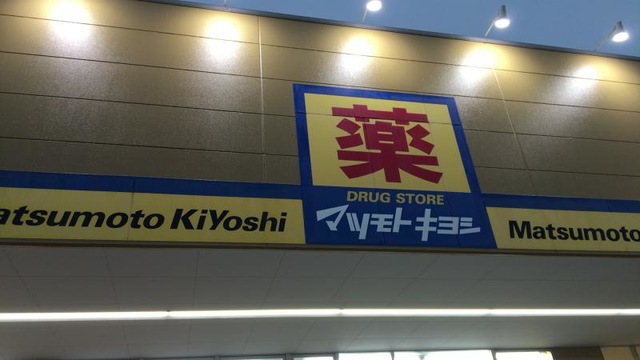 薬
DRUG STORE
マツモトキヨシ
atsumoto KiYoshi
Matsumoto